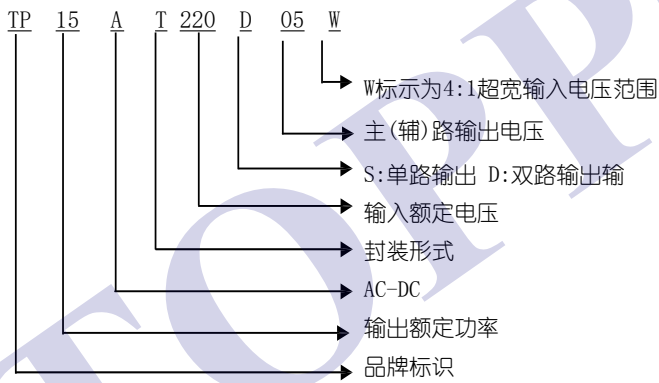 TP 15 A T 220 D 05 W
W标示为4:1超宽输入电压范围
主(辅)路输出电压
S:单路输出 D:双路输出输
输入额定电压
封装形式
AC-DC
输出额定功率
品牌标识